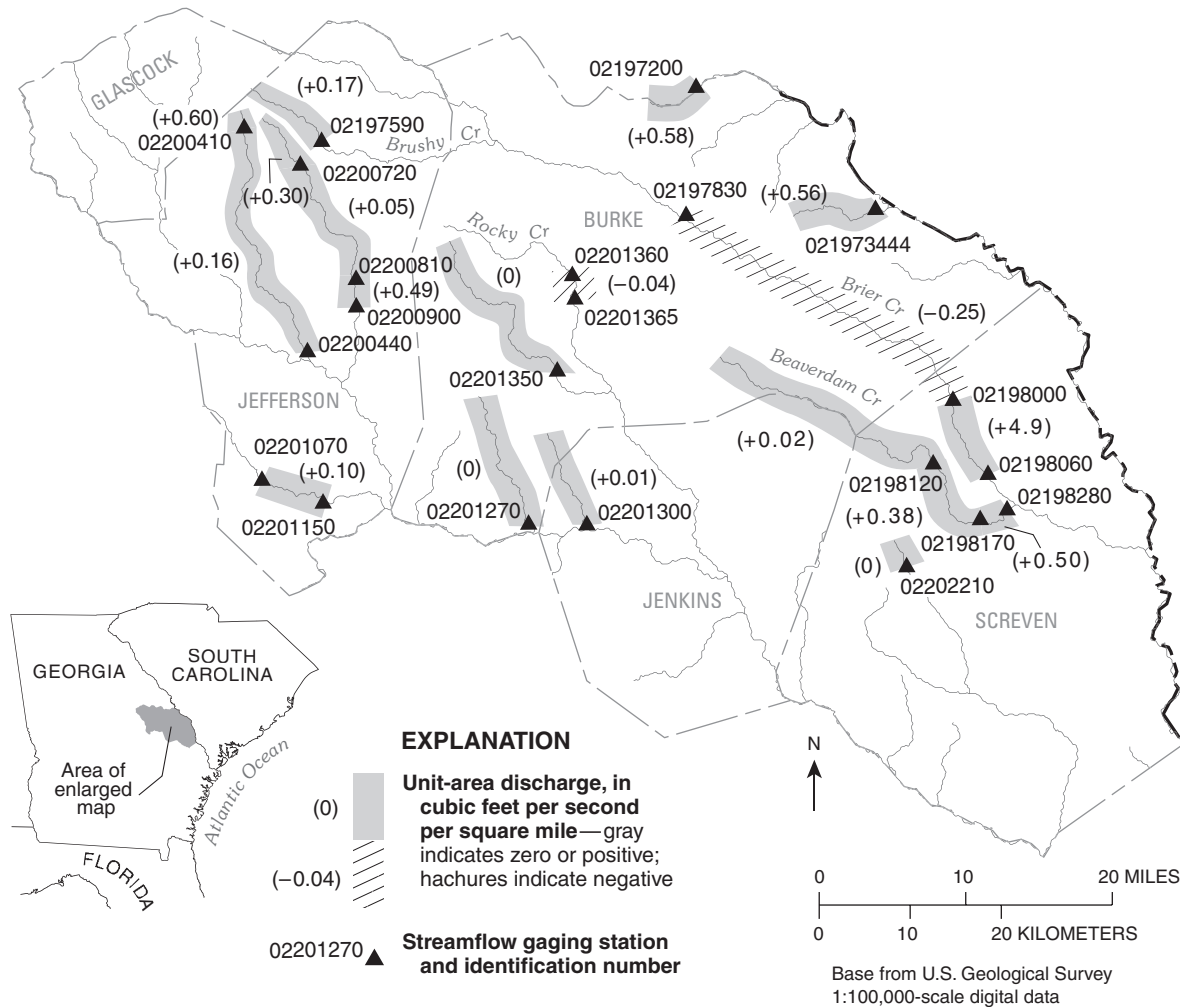 GLASCOCK
(+0.17)
02197200
(+0.60)
02200410
02197590
Brushy Cr
(+0.58)
02200720
(+0.30)
(+0.05)
02197830
(+0.56)
BURKE
Rocky Cr
021973444
02201360
(+0.16)
02200810
(0)
(−0.04)
(+0.49)
02201365
Brier Cr
(−0.25)
02200900
02200440
02201350
Beaverdam Cr
02198000
JEFFERSON
(+4.9)
(+0.02)
02201070
(+0.10)
(0)
(+0.01)
02198060
02198120
02198280
02201150
02201270
02201300
(+0.38)
02198170
(+0.50)
(0)
02202210
JENKINS
SCREVEN
GEORGIA
SOUTH
CAROLINA
Area of
enlarged
map
Atlantic Ocean
FLORIDA
EXPLANATION
(0)
Unit-area discharge, in
cubic feet per second
per square mile—gray
indicates zero or positive;
hachures indicate negative
(−0.04)
02201270
Streamflow gaging station
and identification number
N
0 10 20 MILES
0 10 20 KILOMETERS
Base from U.S. Geological Survey
1:100,000-scale digital data